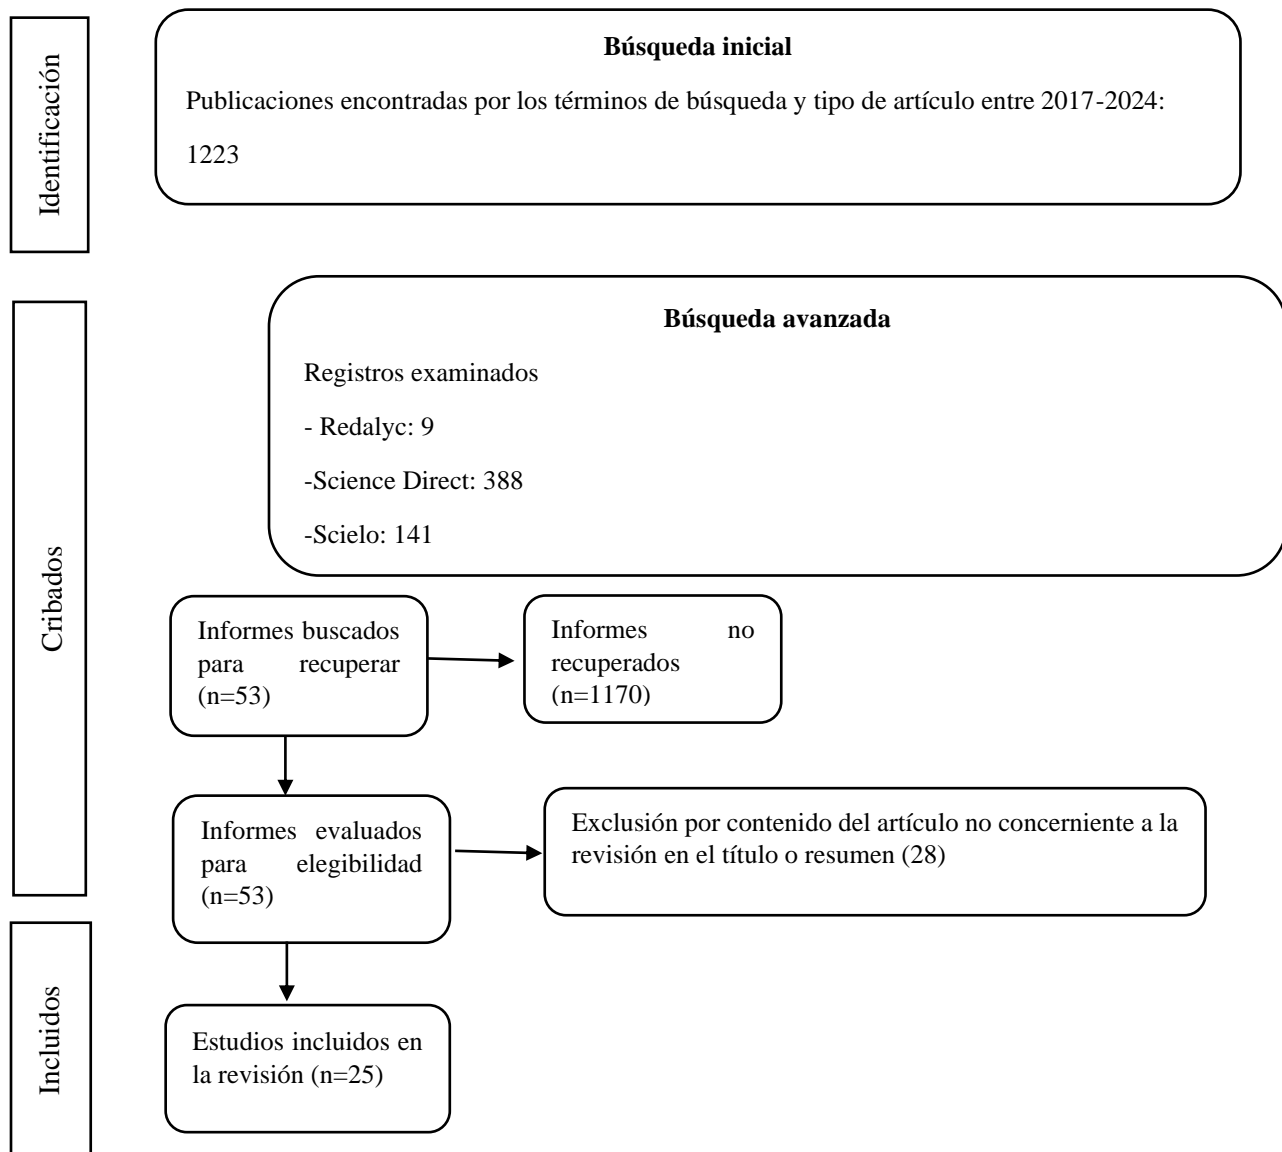 Identificación
Búsqueda inicial
Publicaciones encontradas por los términos de búsqueda y tipo de artículo entre 2017-2024:
1223
Cribados
Búsqueda avanzada
Registros examinados
- Redalyc: 9
-Science Direct: 388
-Scielo: 141
Informes buscados
para recuperar
(n=53)
Informes no
recuperados
(n=1170)
Informes evaluados
para elegibilidad
(n=53)
Exclusión por contenido del artículo no concerniente a la
revisión en el título o resumen (28)
Incluidos
Estudios incluidos en
la revisión (n=25)